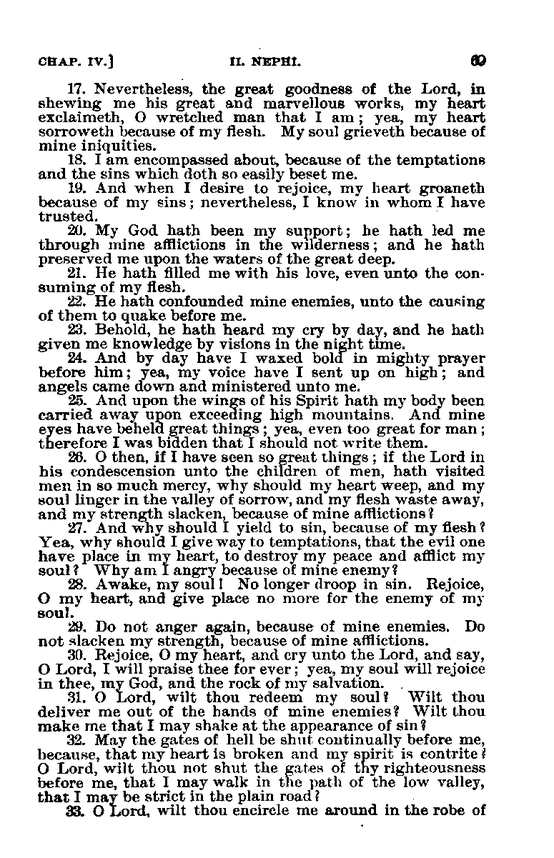 CHAP. IV.] II. NEPHI. 69
17. Nevertheless, the great goodness of the Lord, in
shewing me his great and marvellous works, my heart
exclaimeth, O wretched man that I am; yea, my heart
sorroweth because of my flesh. My soul grieveth because of
mine iniquities.
18. I am encompassed about, because of the temptations
and the sins which doth so easily beset me.
19. And when I desire to rejoice, my heart groaneth
because of my sins; nevertheless, I know in whom I have
trusted.
20. My God hath been my support; he hath led me
through mine afflictions in the wilderness; and he hath
preserved me upon the waters of the great deep.
21. He hath filled me with his love, even unto the con-
suming of my flesh.
22. He hath confounded mine enemies, unto the causing
of them to quake before me.
23. Behold, he hath heard my cry by day, and he hath
given me knowledge by visions in the night time.
24. And by day have I waxed bold in mighty prayer
before him; yea, my voice have I sent up on high; and
angels came down and ministered unto me.
25. And upon the wings of his Spirit hath my body been
carried away upon exceeding high mountains. And mine
eyes have beheld great things; yea, even too great for man;
therefore I was bidden that I should not write them.
26. O then, if I have seen so great things; if the Lord in
his condescension unto the children of men, hath visited
men in so much mercy, why should my heart weep, and my
soul linger in the valley of sorrow, and my flesh waste away,
and my strength slacken, because of mine afflictions?
27. And why should I yield to sin, because of my flesh?
Yea, why should I give way to temptations, that the evil one
have place in my heart, to destroy my peace and afflict my
soul? Why am I angry because of mine enemy?
28. Awake, my soul! No longer droop in sin. Rejoice,
O my heart, and give place no more for the enemy of my
soul.
29. Do not anger again, because of mine enemies. Do
not slacken my strength, because of mine afflictions.
30. Rejoice, O my heart, and cry unto the Lord, and say,
O Lord, I will praise thee for ever; yea, my soul will rejoice
in thee, my God, and the rock of my salvation.
31. O Lord, wilt thou redeem my soul? Wilt thou
deliver me out of the hands of mine enemies? Wilt thou
make me that I may shake at the appearance of sin?
32. May the gates of hell be shut continually before me,
because, that my heart is broken and my spirit is contrite?
O Lord, wilt thou not shut the gates of thy righteousness
before me, that I may walk in the path of the low valley,
that I may be strict in the plain road?
33. O Lord, wilt thou encircle me around in the robe of